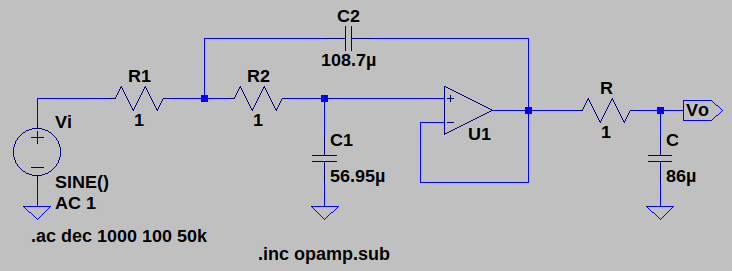 C2
108.7µ
R1
R2
R
1
1
1
Vi
U1
Vo
C1
C
56.95µ
86µ
SINE()
AC 1
.ac dec 1000 100 50k
.inc opamp.sub